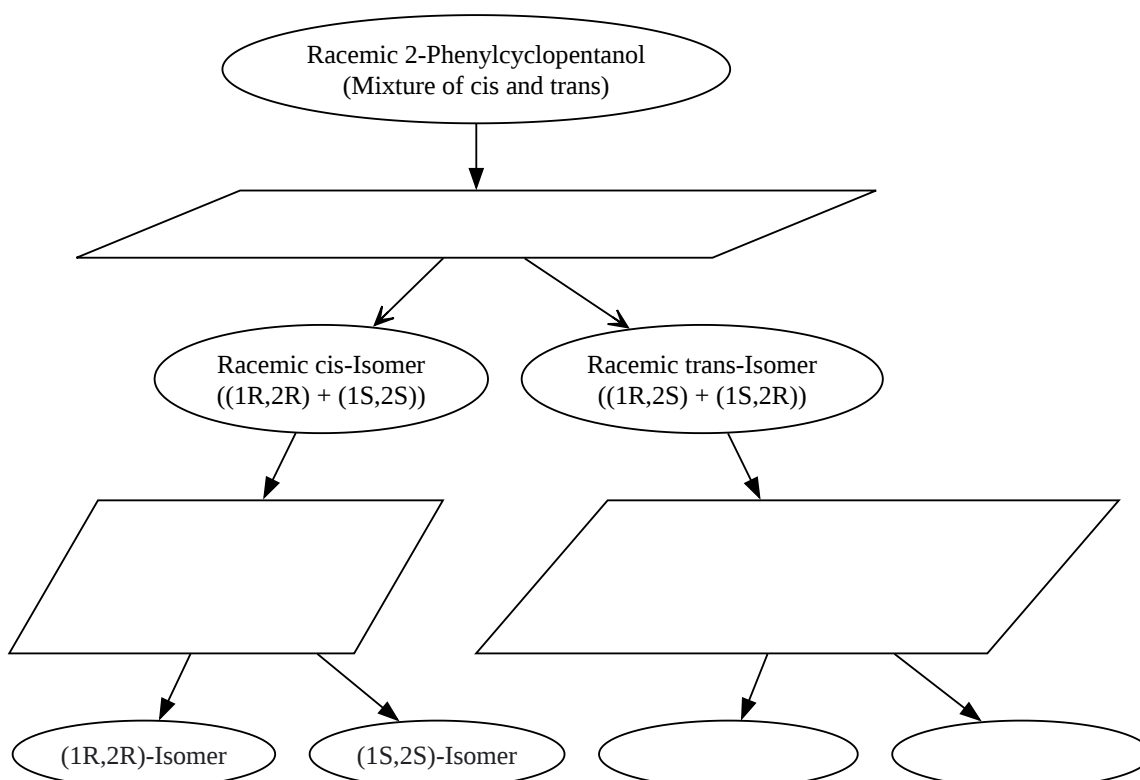 Racemic 2-Phenylcyclopentanol
(Mixture of cis and trans)
Racemic cis-Isomer
((1R,2R) + (1S,2S))
Racemic trans-Isomer
((1R,2S) + (1S,2R))
(1R,2R)-Isomer
(1S,2S)-Isomer